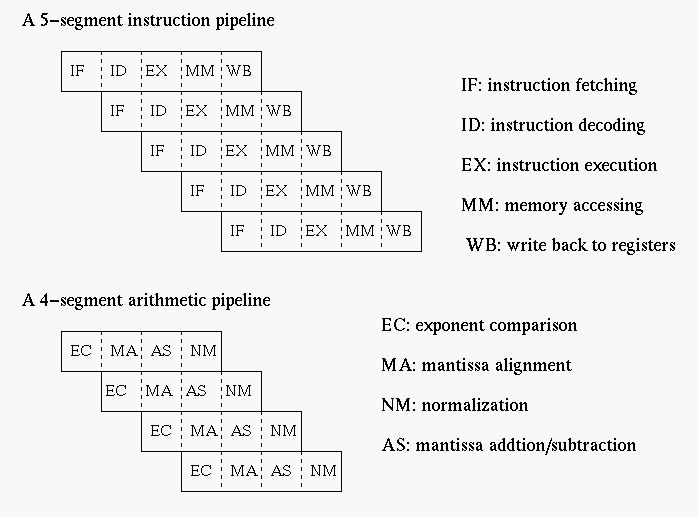 A 5-segment instruction pipeline
IF ID EX MM WB
IF ID EX MM WB
IF ID EX MM WB
IF ID EX MM WB
IF ID EX MM WB
IF: instruction fetching
ID: instruction decoding
EX: instruction execution
MM: memory accessing
WB: write back to registers
A 4-segment arithmetic pipeline
EC MA AS NM
EC MA AS NM
EC MA AS NM
EC MA AS NM
EC: exponent comparison
MA: mantissa alignment
NM: normalization
AS: mantissa addtion/subtraction